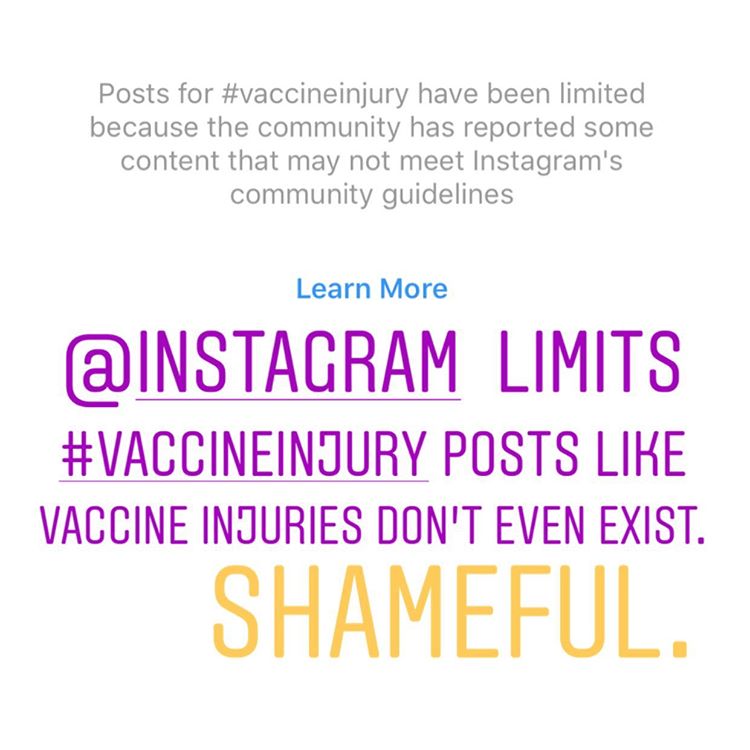 Posts for #vaccineinjury have been limited
because the community has reported some
content that may not meet Instagram's
community guidelines
Learn More
@INSTAGRAM LIMITS
#VACCINEINJURY POSTS LIKE
VACCINE INJURIES DON'T EVEN EXIST.
SHAMEFUL.